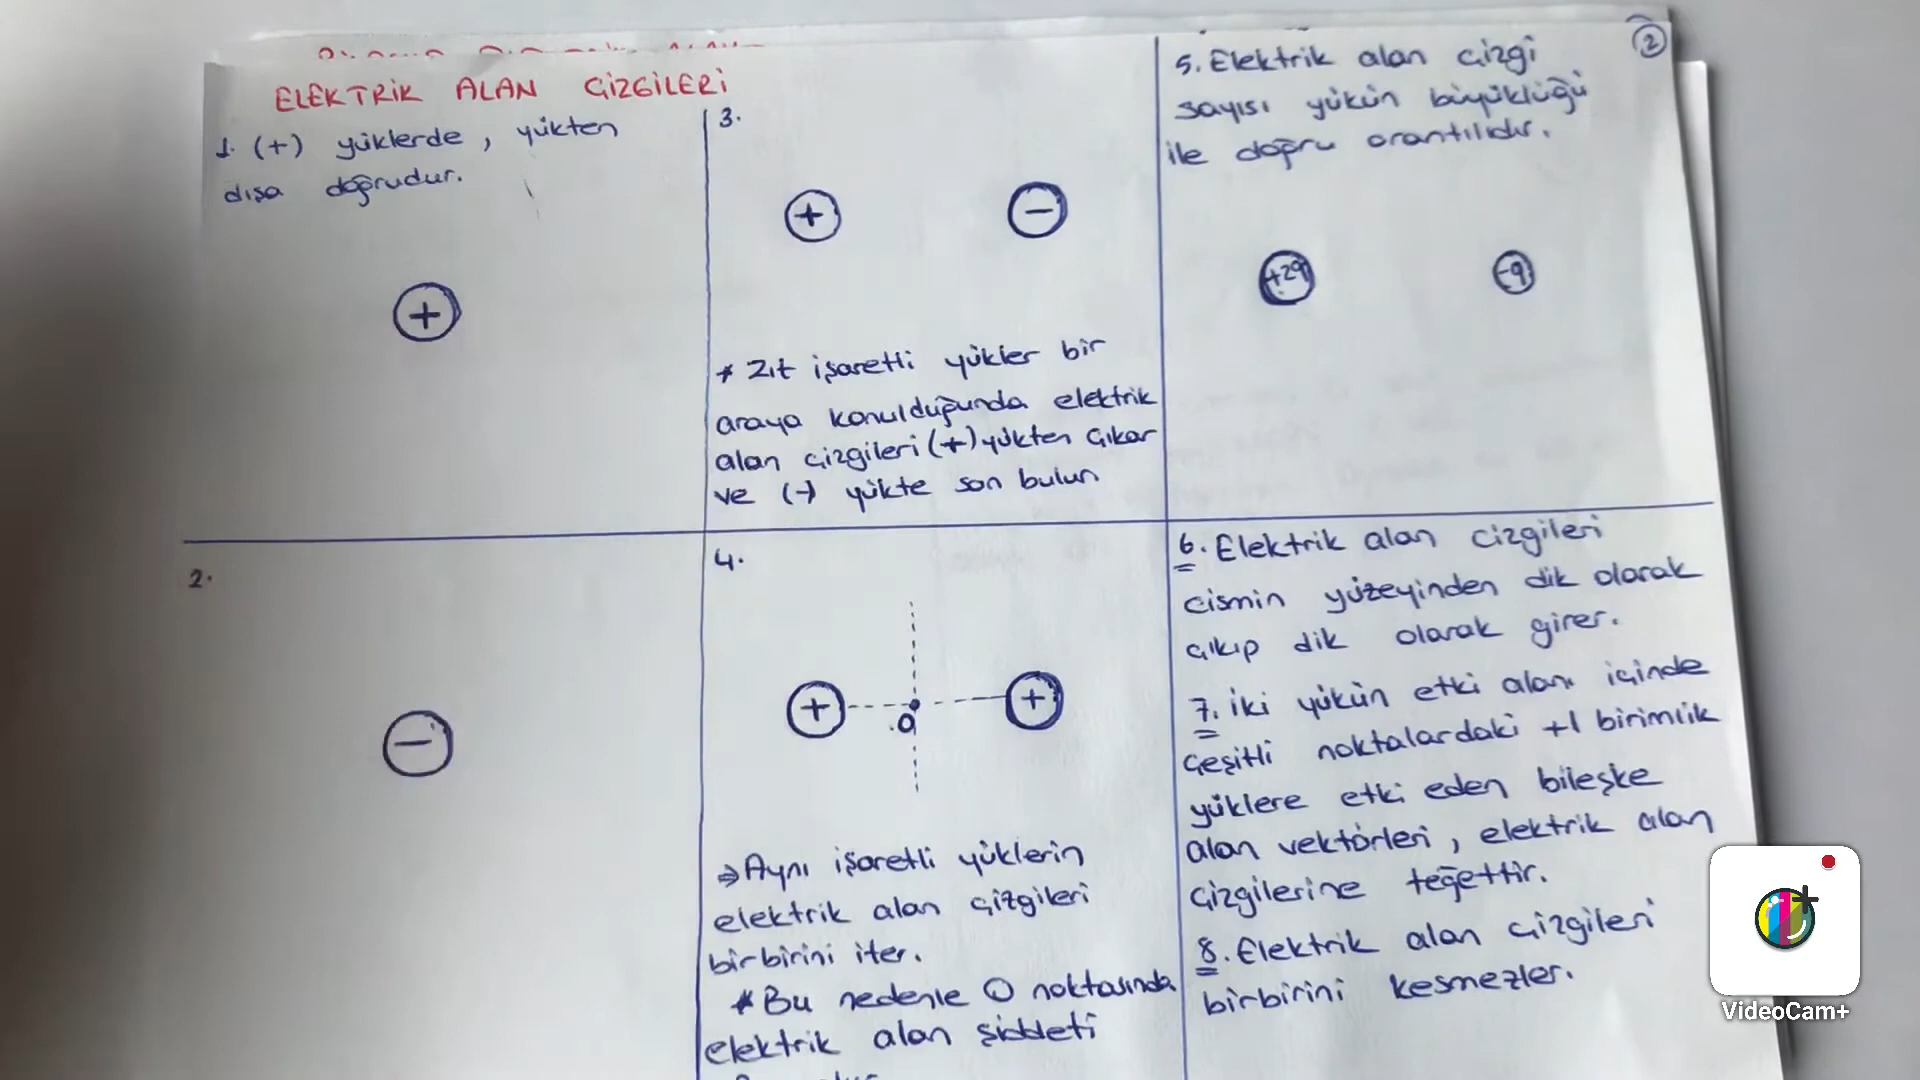 ELEKTRİK ALAN ÇİZGİLERİ
1. (+) yüklerde, yükten
dışa doğrudur.
+
2.
−
3.
+ −
* Zıt işaretli yükler bir
araya konulduğunda elektrik
alan çizgileri (+) yükten çıkar
ve (-) yükte son bulur
4.
+ O +
⇒ Aynı işaretli yüklerin
elektrik alan çizgileri
birbirini iter.
* Bu nedenle O noktasında
elektrik alan şiddeti
2
5. Elektrik alan çizgi
sayısı yükün büyüklüğü
ile doğru orantılıdır.
+2q -q
6. Elektrik alan çizgileri
cismin yüzeyinden dik olarak
çıkıp dik olarak girer.
7. İki yükün etki alanı içinde
çeşitli noktalardaki +1 birimlik
yüklere etki eden bileşke
alan vektörleri, elektrik alan
çizgilerine teğettir.
8. Elektrik alan çizgileri
birbirini kesmezler.
VideoCam+